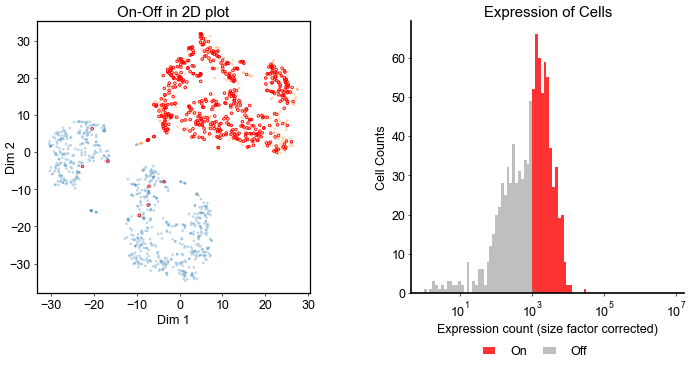 On-Off in 2D plot
30
20
10
0
−10
−20
−30
Dim 2
−30 −20 −10 0 10 20 30
Dim 1
Expression of Cells
60
50
40
30
20
10
0
Cell Counts
10^1 10^3 10^5 10^7
Expression count (size factor corrected)
On Off